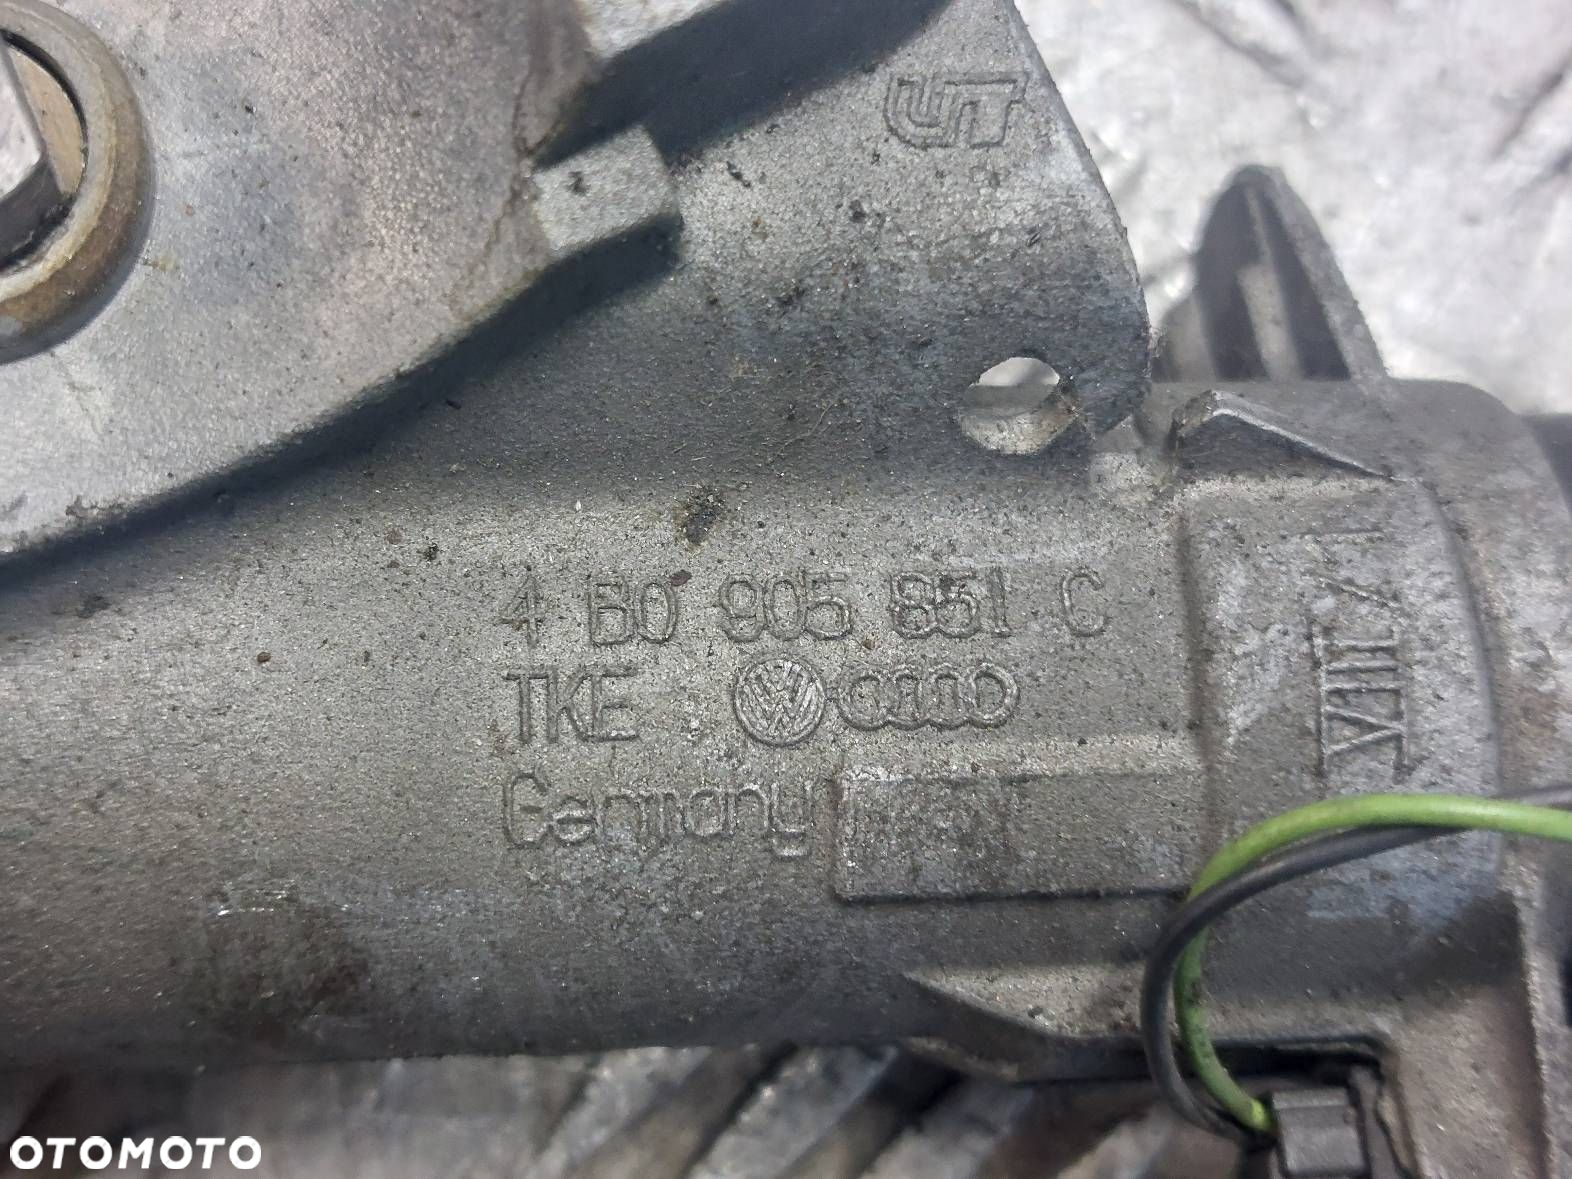 4B0 905 851 C
TKE
Germany
OTOMOTO